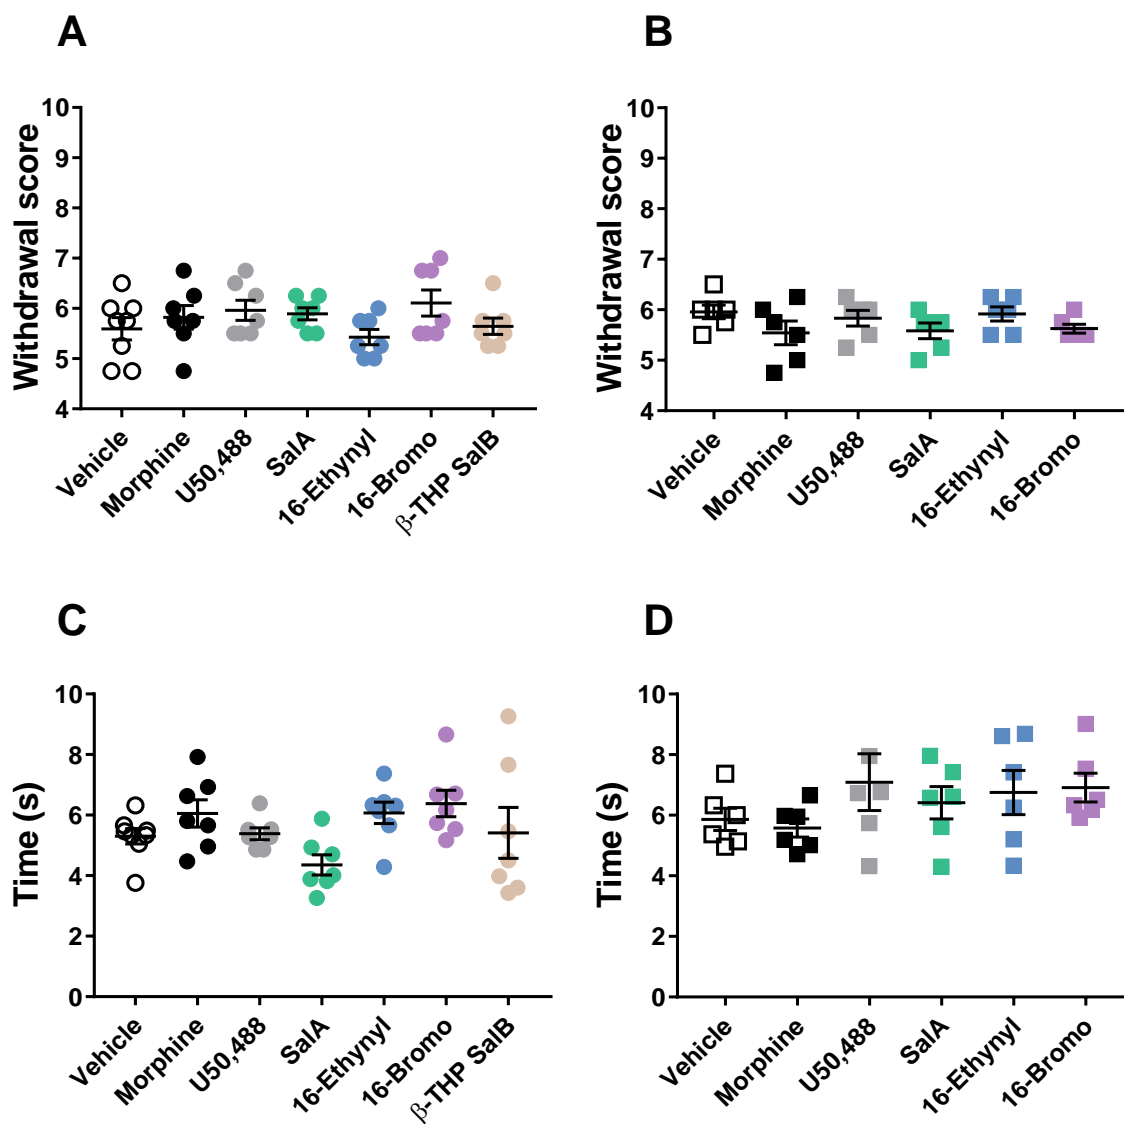 A
B
Withdrawal score
10
9
8
7
6
5
4
Vehicle
Morphine
U50,488
SalA
16-Ethynyl
16-Bromo
β-THP SalB
Withdrawal score
10
9
8
7
6
5
4
Vehicle
Morphine
U50,488
SalA
16-Ethynyl
16-Bromo
C
D
Time (s)
10
8
6
4
2
0
Vehicle
Morphine
U50,488
SalA
16-Ethynyl
16-Bromo
β-THP SalB
Time (s)
10
8
6
4
2
0
Vehicle
Morphine
U50,488
SalA
16-Ethynyl
16-Bromo